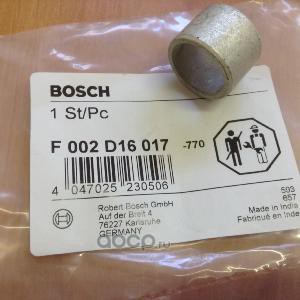 BOSCH
1 St/Pc
F 002 D16 017 -770
4 047025 230506
Robert Bosch GmbH
Auf der Breit 4
76227 Karlsruhe
GERMANY
593
657
Made in India
Fabriqué en Inde